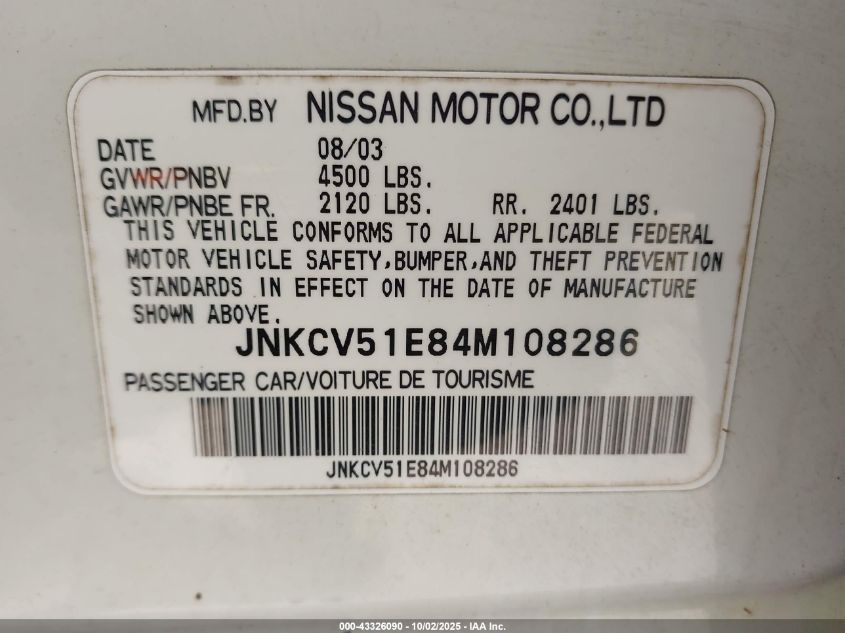 MFD.BY NISSAN MOTOR CO.,LTD
DATE 08/03
GVWR/PNBV 4500 LBS.
GAWR/PNBE FR. 2120 LBS. RR. 2401 LBS.
THIS VEHICLE CONFORMS TO ALL APPLICABLE FEDERAL
MOTOR VEHICLE SAFETY,BUMPER,AND THEFT PREVENTION
STANDARDS IN EFFECT ON THE DATE OF MANUFACTURE
SHOWN ABOVE.
JNKCV51E84M108286
PASSENGER CAR/VOITURE DE TOURISME
JNKCV51E84M108286
000-43326090 - 10/02/2025 - IAA Inc.